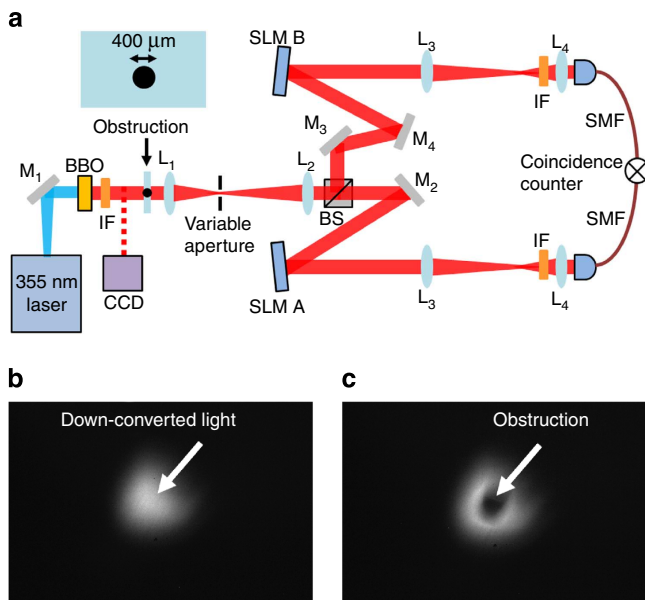 a
400 μm
Obstruction
M1
BBO
IF
L1
Variable
aperture
CCD
355 nm
laser
L2
BS
M3
M4
M2
SLM B
SLM A
L3
IF
L4
SMF
Coincidence
counter
SMF
IF
L3
L4
b
Down-converted light
c
Obstruction